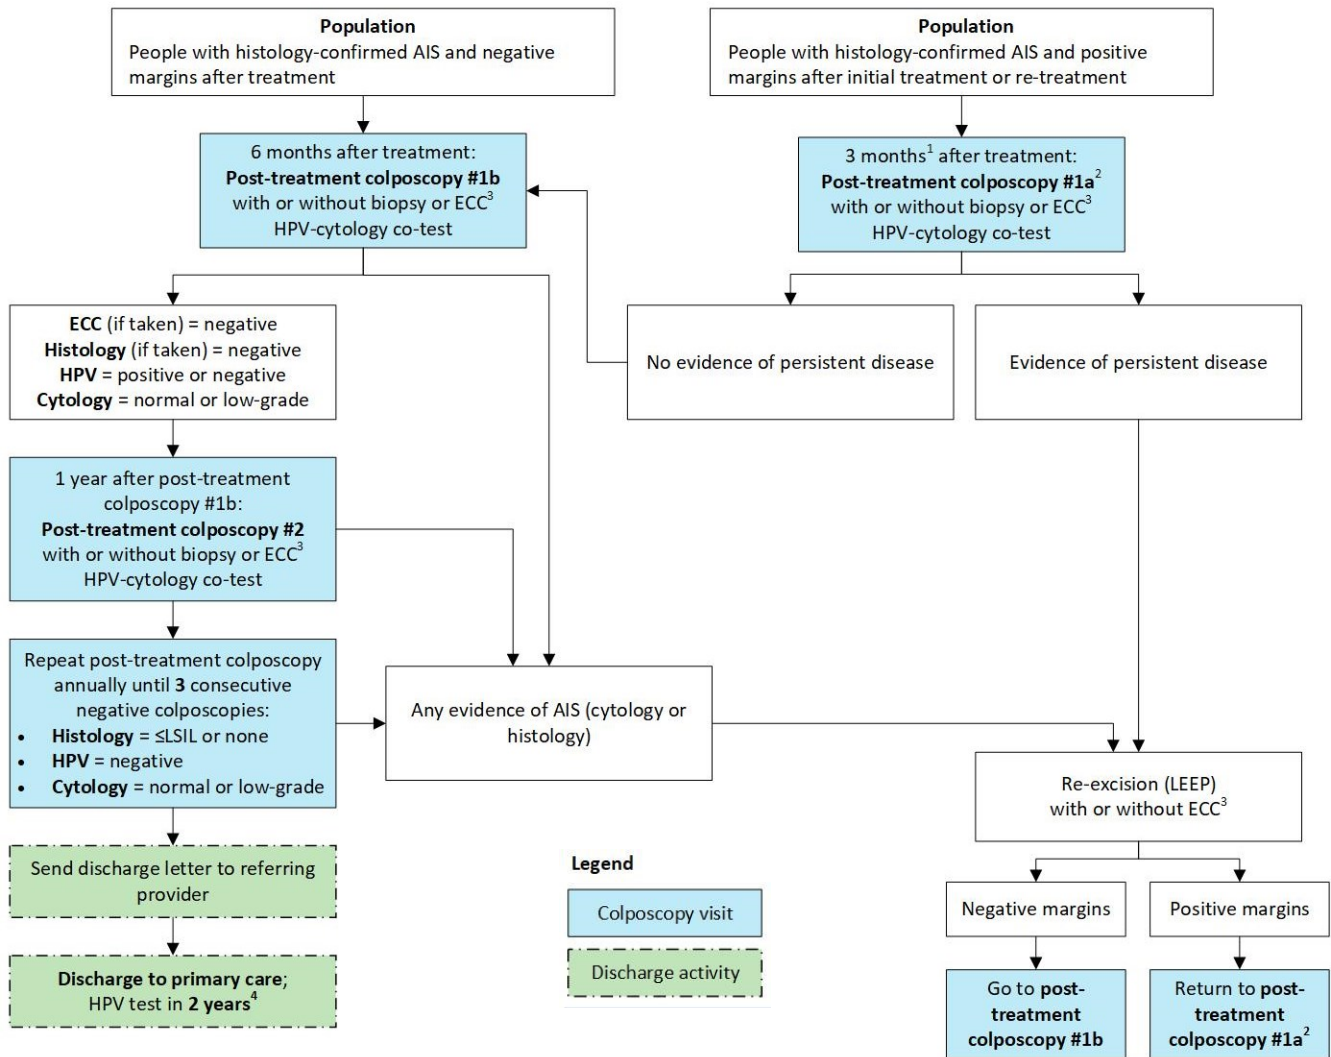 Population
People with histology-confirmed AIS and negative
margins after treatment
Population
People with histology-confirmed AIS and positive
margins after initial treatment or re-treatment
6 months after treatment:
Post-treatment colposcopy #1b
with or without biopsy or ECC³
HPV-cytology co-test
3 months¹ after treatment:
Post-treatment colposcopy #1a²
with or without biopsy or ECC³
HPV-cytology co-test
ECC (if taken) = negative
Histology (if taken) = negative
HPV = positive or negative
Cytology = normal or low-grade
No evidence of persistent disease
Evidence of persistent disease
1 year after post-treatment
colposcopy #1b:
Post-treatment colposcopy #2
with or without biopsy or ECC³
HPV-cytology co-test
Repeat post-treatment colposcopy
annually until 3 consecutive
negative colposcopies:
• Histology = ≤LSIL or none
• HPV = negative
• Cytology = normal or low-grade
Any evidence of AIS (cytology or
histology)
Re-excision (LEEP)
with or without ECC³
Send discharge letter to referring
provider
Discharge to primary care;
HPV test in 2 years⁴
Legend
Colposcopy visit
Discharge activity
Negative margins
Positive margins
Go to post-
treatment
colposcopy #1b
Return to post-
treatment
colposcopy #1a²